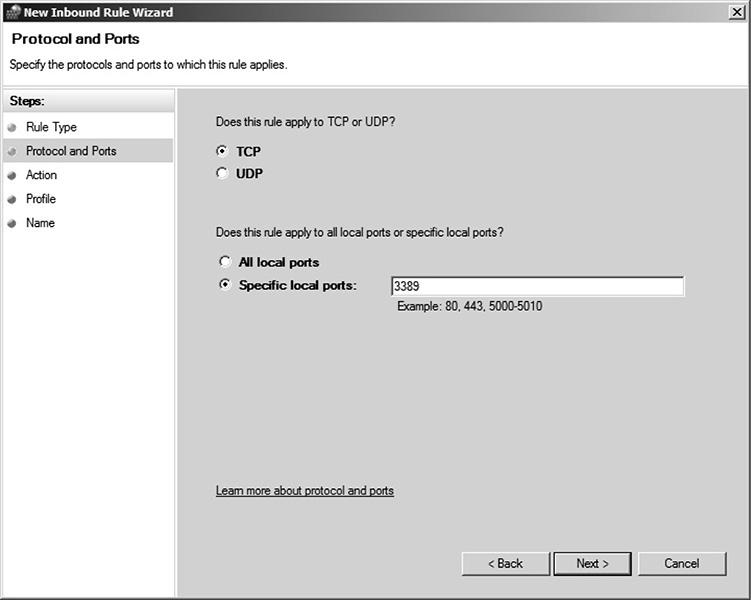 New Inbound Rule Wizard
Protocol and Ports
Specify the protocols and ports to which this rule applies.
Steps:
Rule Type
Protocol and Ports
Action
Profile
Name
Does this rule apply to TCP or UDP?
TCP
UDP
Does this rule apply to all local ports or specific local ports?
All local ports
Specific local ports: 3389
Example: 80, 443, 5000-5010
Learn more about protocol and ports
< Back Next > Cancel